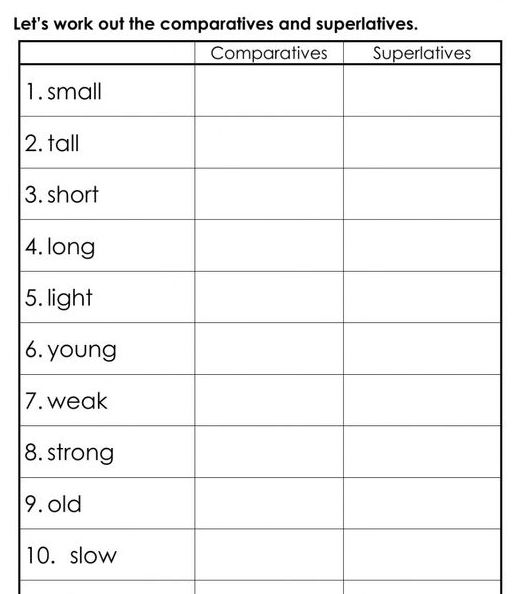 Let's work out the comparatives and superlatives.
Comparatives Superlatives
1. small
2. tall
3. short
4. long
5. light
6. young
7. weak
8. strong
9. old
10. slow